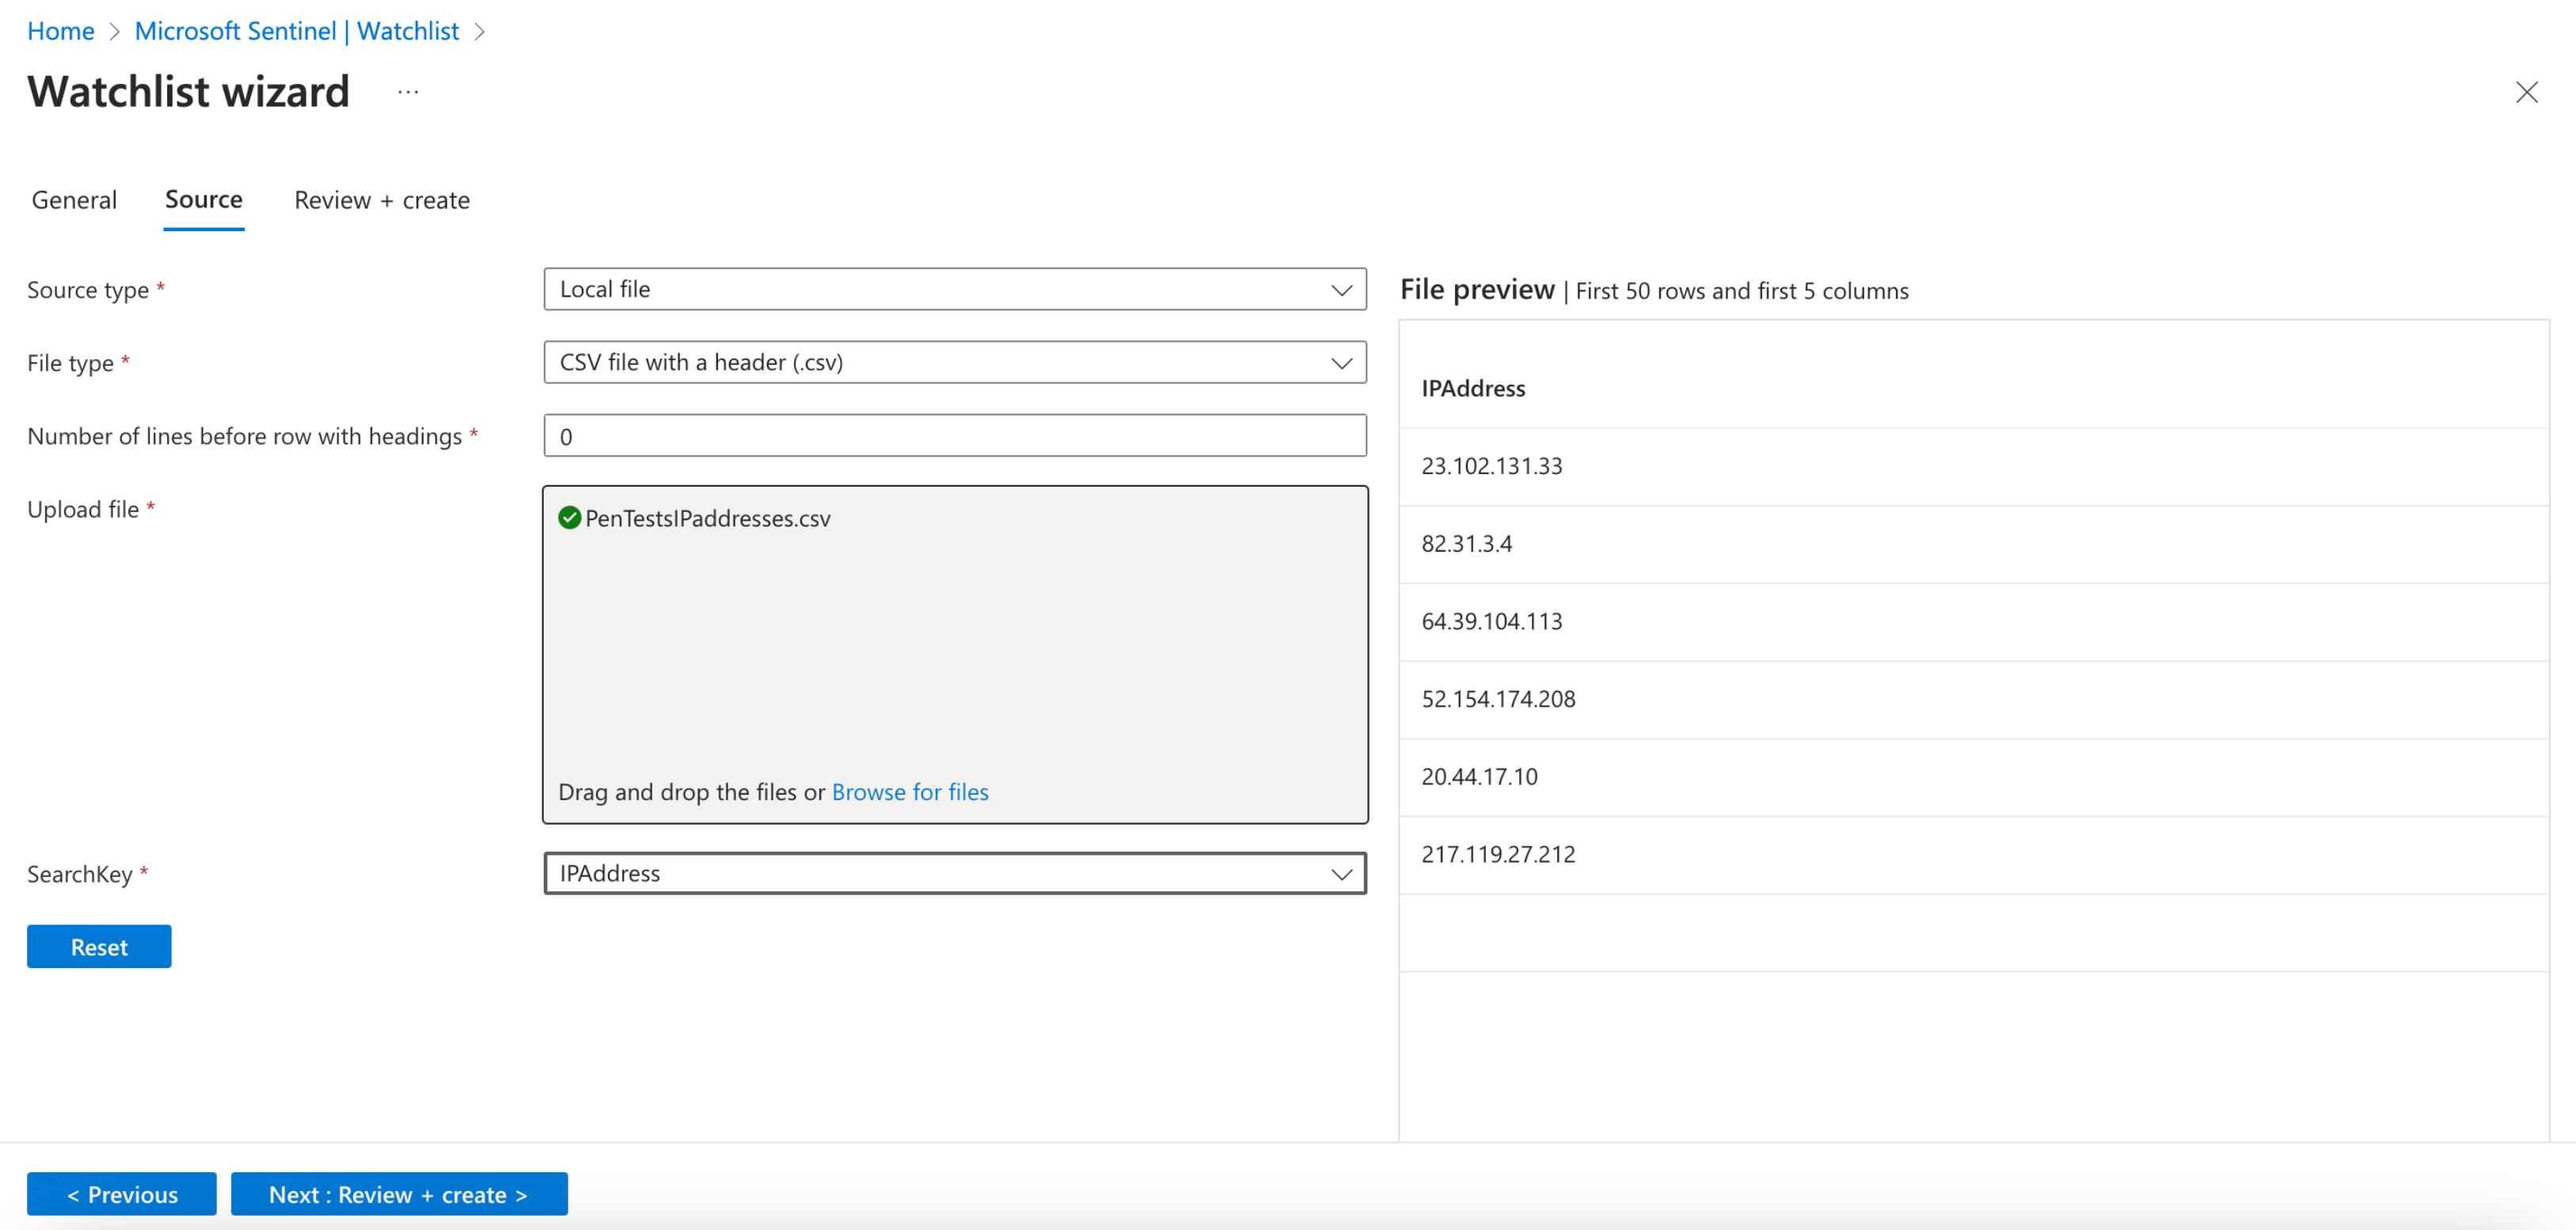 Home > Microsoft Sentinel | Watchlist >
Watchlist wizard ...
General Source Review + create
Source type *
Local file
File type *
CSV file with a header (.csv)
Number of lines before row with headings *
0
Upload file *
PenTestsIPaddresses.csv
Drag and drop the files or Browse for files
SearchKey *
IPAddress
Reset
File preview | First 50 rows and first 5 columns
IPAddress
23.102.131.33
82.31.3.4
64.39.104.113
52.154.174.208
20.44.17.10
217.119.27.212
< Previous
Next : Review + create >